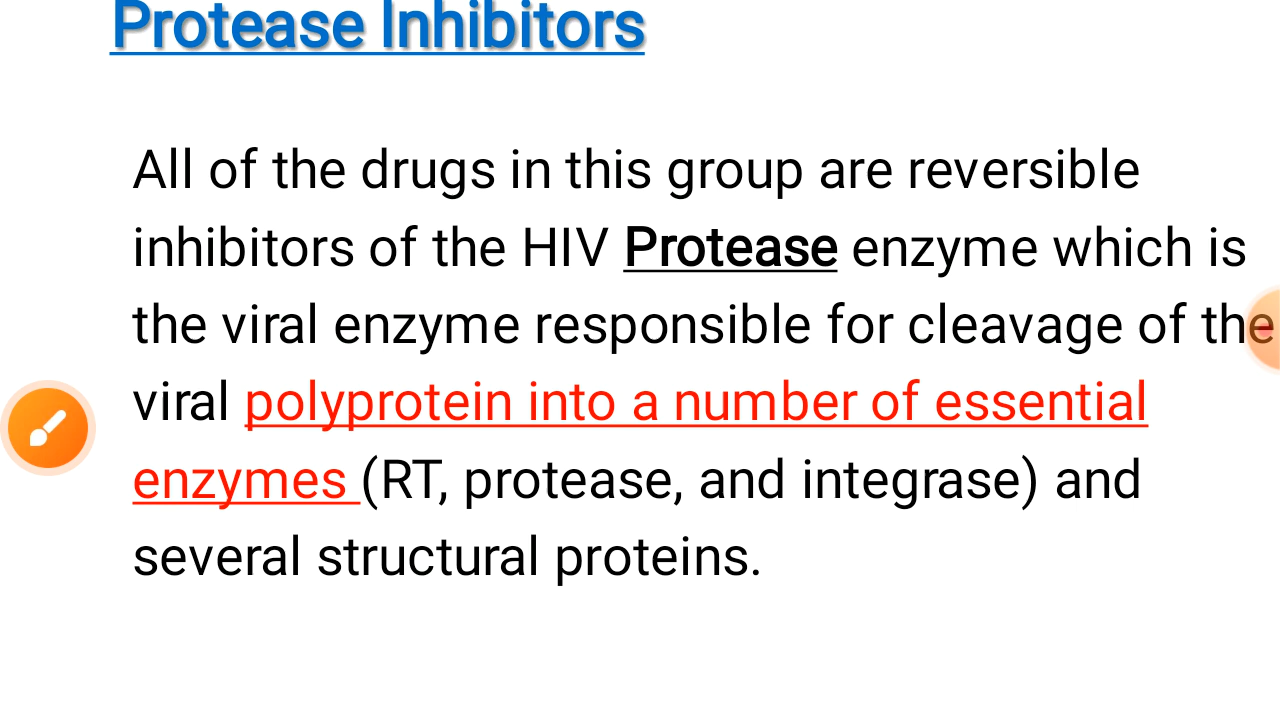 Protease Inhibitors
All of the drugs in this group are reversible
inhibitors of the HIV Protease enzyme which is
the viral enzyme responsible for cleavage of the
viral polyprotein into a number of essential
enzymes (RT, protease, and integrase) and
several structural proteins.